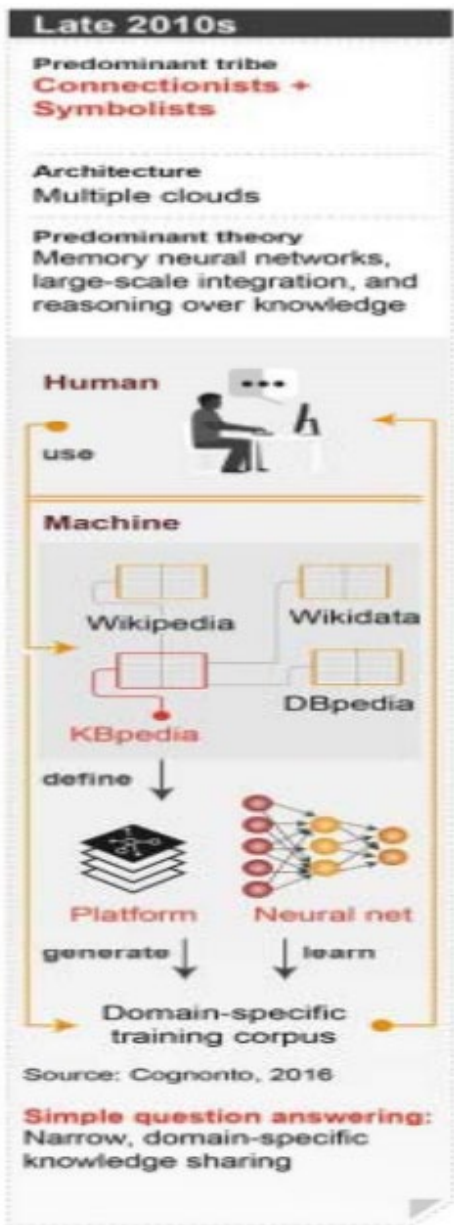 Late 2010s
Predominant tribe
Connectionists +
Symbolists
Architecture
Multiple clouds
Predominant theory
Memory neural networks,
large-scale integration, and
reasoning over knowledge
Human
use
Machine
Wikipedia
Wikidata
KBpedia
DBpedia
define
Platform
Neural net
generate
learn
Domain-specific
training corpus
Source: Cognonto, 2016
Simple question answering:
Narrow, domain-specific
knowledge sharing